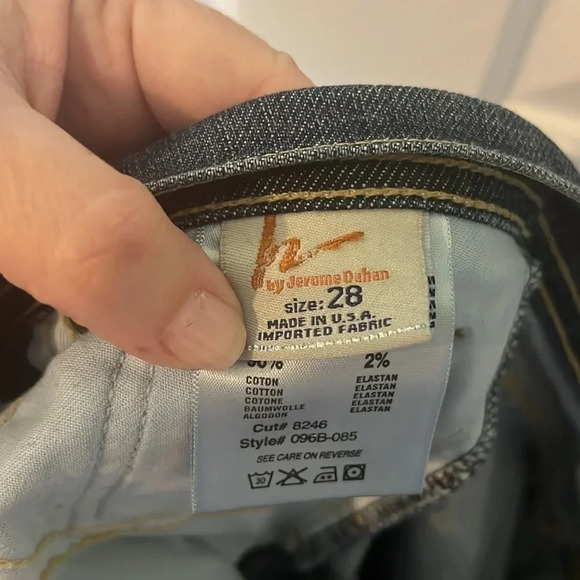 by Jerome Dahan
size: 28
MADE IN U.S.A
IMPORTED FABRIC
2%
COTON ELASTAN
COTTON ELASTAN
COTONE ELASTAN
BAUMWOLLE ELASTAN
ALGODON
Cut# 8246
Style# 096B-085
SEE CARE ON REVERSE
30